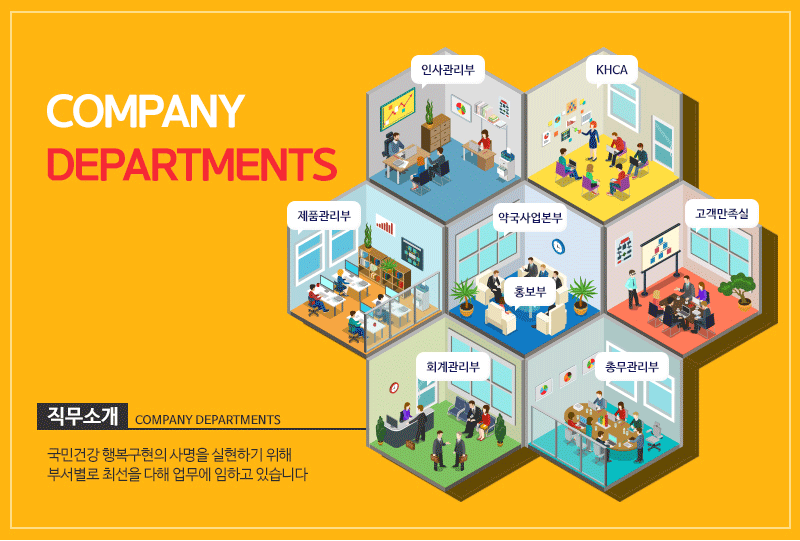 COMPANY
DEPARTMENTS
인사관리부
KHCA
제품관리부
약국사업본부
고객만족실
홍보부
회계관리부
총무관리부
직무소개 COMPANY DEPARTMENTS
국민건강 행복구현의 사명을 실현하기 위해
부서별로 최선을 다해 업무에 임하고 있습니다